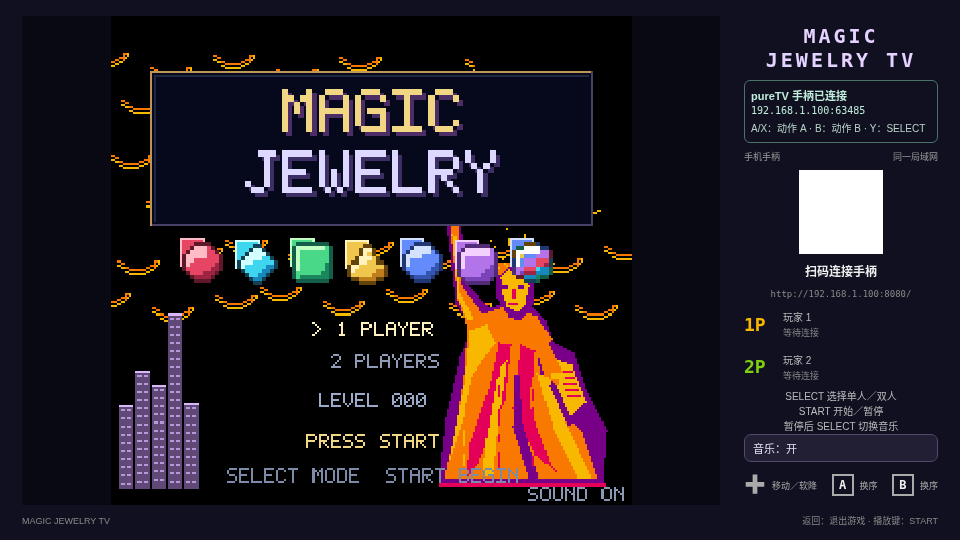 MAGIC
JEWELRY
> 1 PLAYER
2 PLAYERS
LEVEL 000
PRESS START
SELECT MODE START BEGIN
SOUND ON
MAGIC
JEWELRY TV
pureTV 手柄已连接
192.168.1.100:63485
A/X：动作 A · B：动作 B · Y：SELECT
手机手柄 同一局域网
扫码连接手柄
http://192.168.1.100:8080/
1P 玩家 1
等待连接
2P 玩家 2
等待连接
SELECT 选择单人／双人
START 开始／暂停
暂停后 SELECT 切换音乐
音乐：开
移动／软降 A 换序 B 换序
MAGIC JEWELRY TV
返回：退出游戏 · 播放键：START